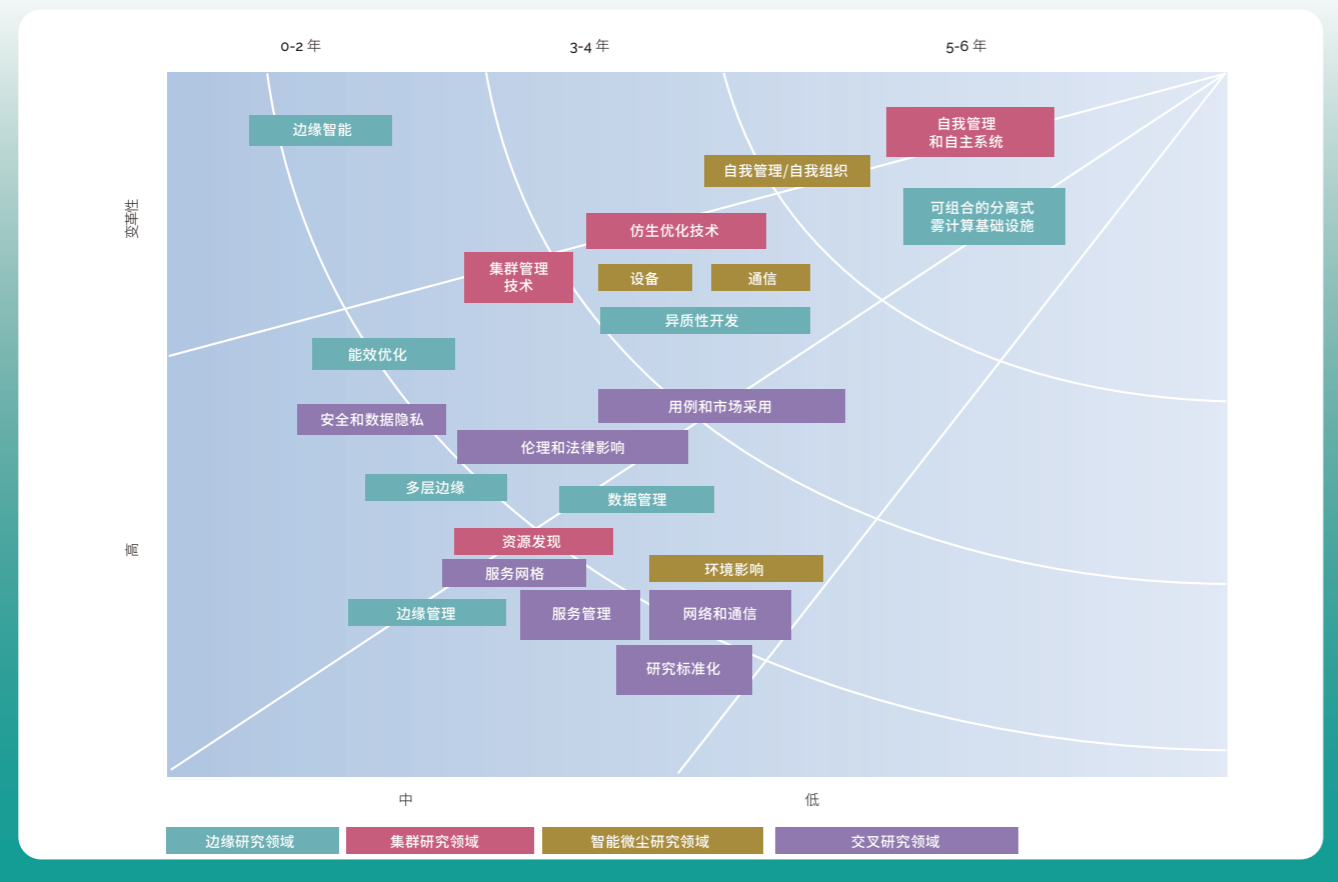 0-2 年
3-4 年
5-6 年
变革性
高
边缘智能
自我管理
和自主系统
自我管理/自我组织
可组合的分离式
雾计算基础设施
仿生优化技术
集群管理
技术
设备
通信
异质性开发
能效优化
用例和市场采用
安全和数据隐私
伦理和法律影响
多层边缘
数据管理
资源发现
服务网格
环境影响
边缘管理
服务管理
网络和通信
研究标准化
中
低
边缘研究领域
集群研究领域
智能微尘研究领域
交叉研究领域